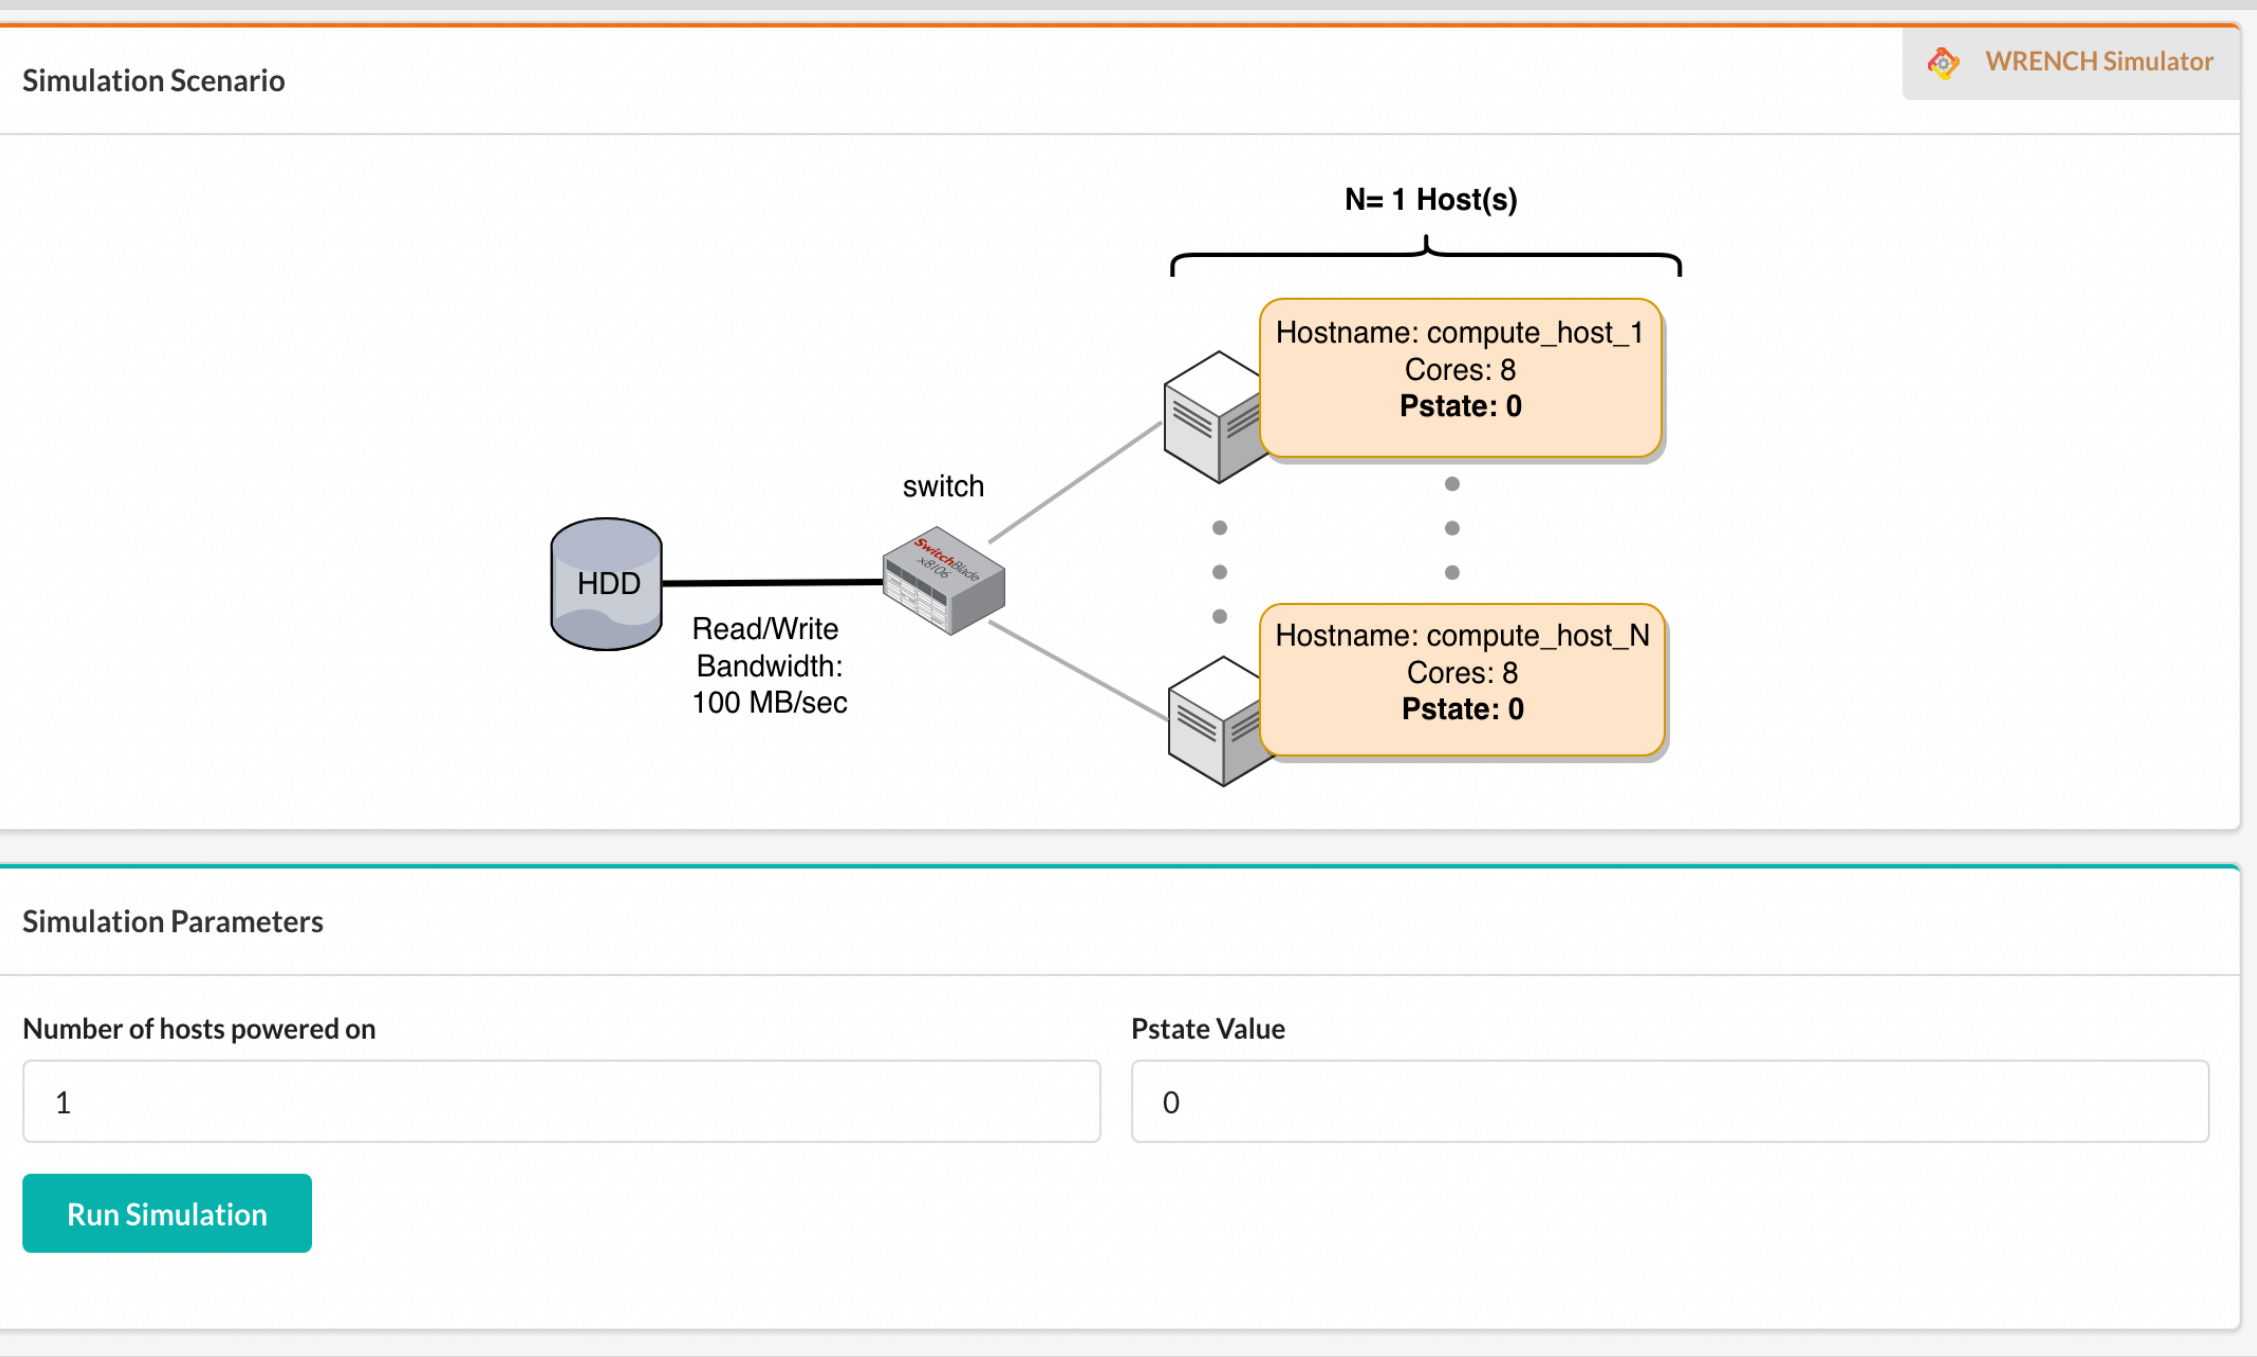 Simulation Scenario
WRENCH Simulator
N= 1 Host(s)
Hostname: compute_host_1
Cores: 8
Pstate: 0
switch
SwitchBlade
x8106
HDD
Read/Write
Bandwidth:
100 MB/sec
Hostname: compute_host_N
Cores: 8
Pstate: 0
Simulation Parameters
Number of hosts powered on
Pstate Value
1
0
Run Simulation